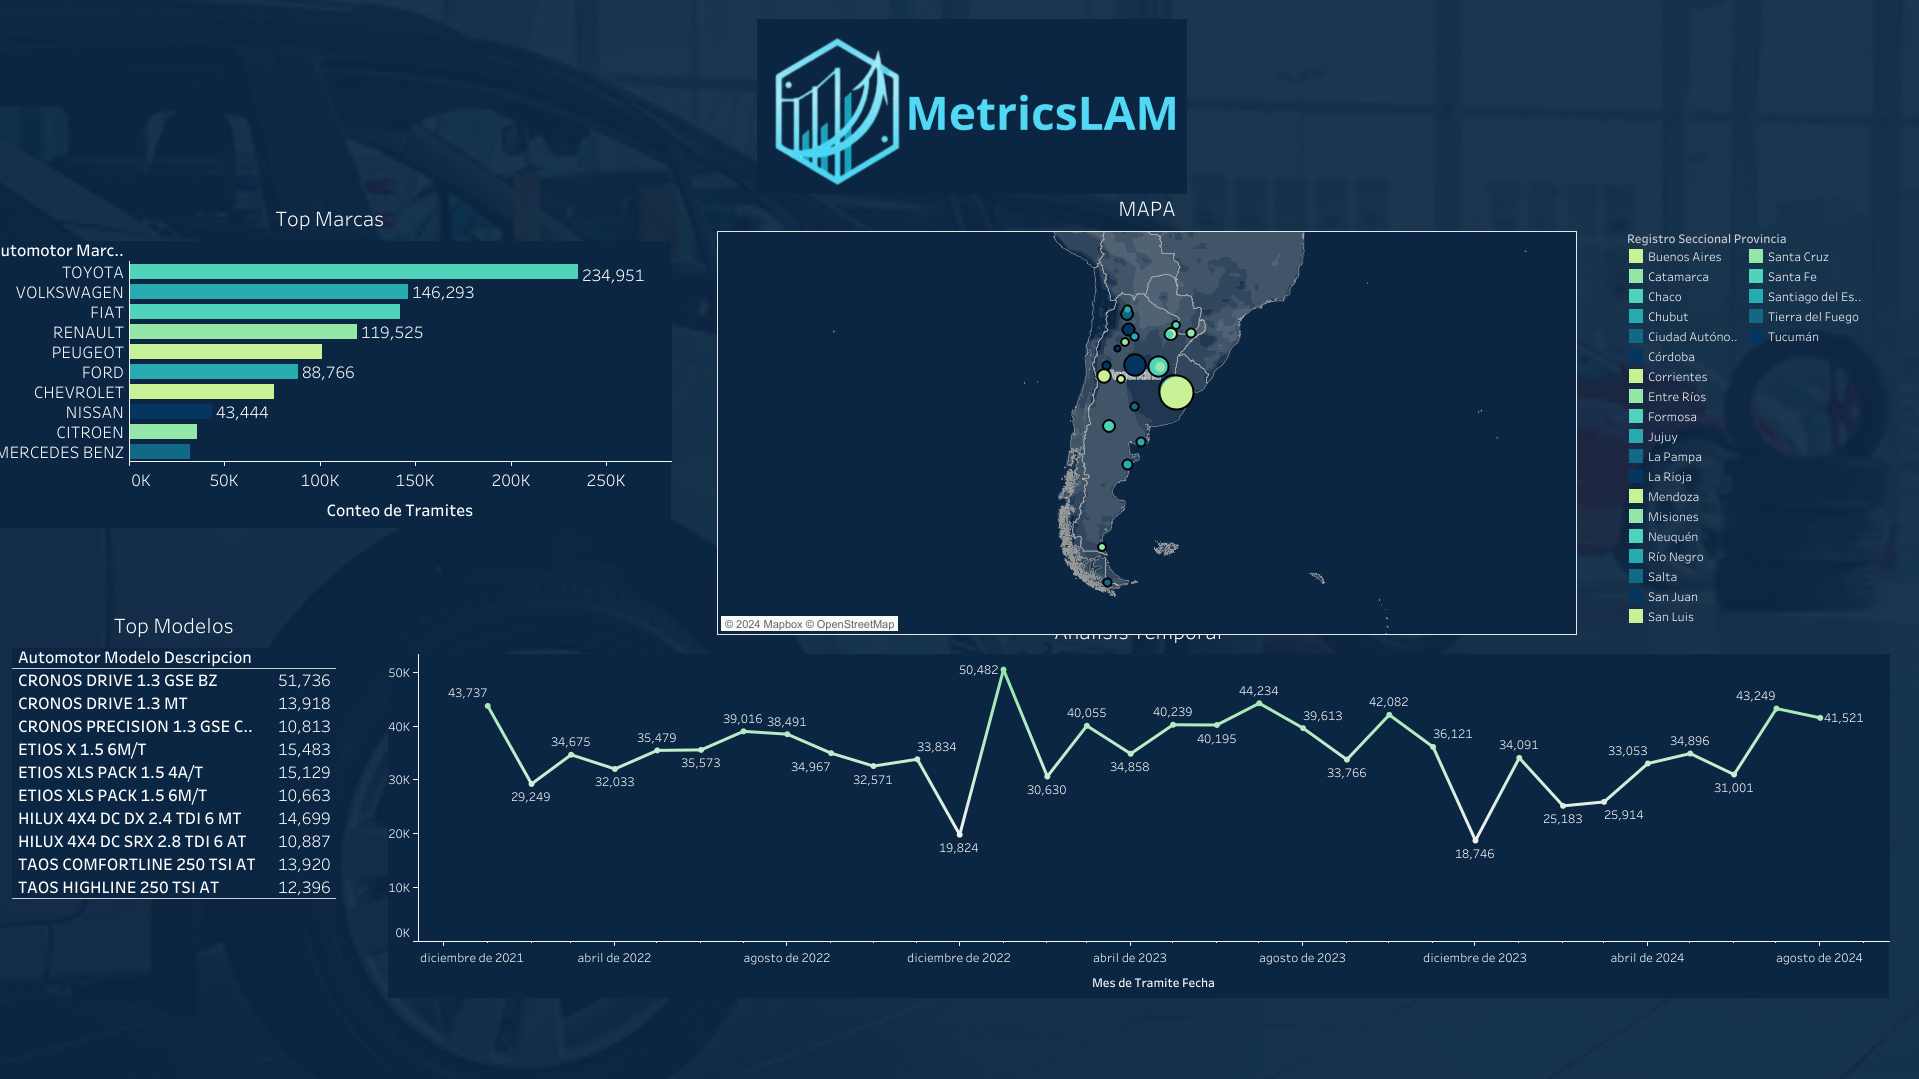 MetricsLAM
Top Marcas
utomotor Marc..
TOYOTA 234,951
VOLKSWAGEN 146,293
FIAT
RENAULT 119,525
PEUGEOT
FORD 88,766
CHEVROLET
NISSAN 43,444
CITROEN
MERCEDES BENZ
0K 50K 100K 150K 200K 250K
Conteo de Tramites
MAPA
Argentina
© 2024 Mapbox © OpenStreetMap
Registro Seccional Provincia
Buenos Aires
Catamarca
Chaco
Chubut
Ciudad Autóno..
Córdoba
Corrientes
Entre Ríos
Formosa
Jujuy
La Pampa
La Rioja
Mendoza
Misiones
Neuquén
Río Negro
Salta
San Juan
San Luis
Santa Cruz
Santa Fe
Santiago del Es..
Tierra del Fuego
Tucumán
Top Modelos
Automotor Modelo Descripcion
CRONOS DRIVE 1.3 GSE BZ 51,736
CRONOS DRIVE 1.3 MT 13,918
CRONOS PRECISION 1.3 GSE C.. 10,813
ETIOS X 1.5 6M/T 15,483
ETIOS XLS PACK 1.5 4A/T 15,129
ETIOS XLS PACK 1.5 6M/T 10,663
HILUX 4X4 DC DX 2.4 TDI 6 MT 14,699
HILUX 4X4 DC SRX 2.8 TDI 6 AT 10,887
TAOS COMFORTLINE 250 TSI AT 13,920
TAOS HIGHLINE 250 TSI AT 12,396
Analisis Temporal
50K
40K
30K
20K
10K
0K
43,737
29,249
34,675
32,033
35,479
35,573
39,016
38,491
34,967
32,571
33,834
19,824
50,482
30,630
40,055
34,858
40,239
40,195
44,234
39,613
33,766
42,082
36,121
18,746
34,091
25,183
25,914
33,053
34,896
31,001
43,249
41,521
diciembre de 2021 abril de 2022 agosto de 2022 diciembre de 2022 abril de 2023 agosto de 2023 diciembre de 2023 abril de 2024 agosto de 2024
Mes de Tramite Fecha